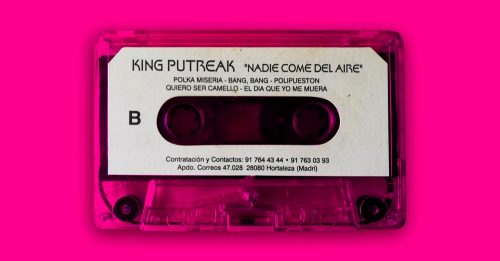 KING PUTREAK "NADIE COME DEL AIRE"
POLKA MISERIA - BANG, BANG - POLIPUESTON
QUIERO SER CAMELLO - EL DIA QUE YO ME MUERA
B
Contratación y Contactos: 91 764 43 44 • 91 763 03 93
Apdo. Correos 47.028 28080 Hortaleza (Madri)